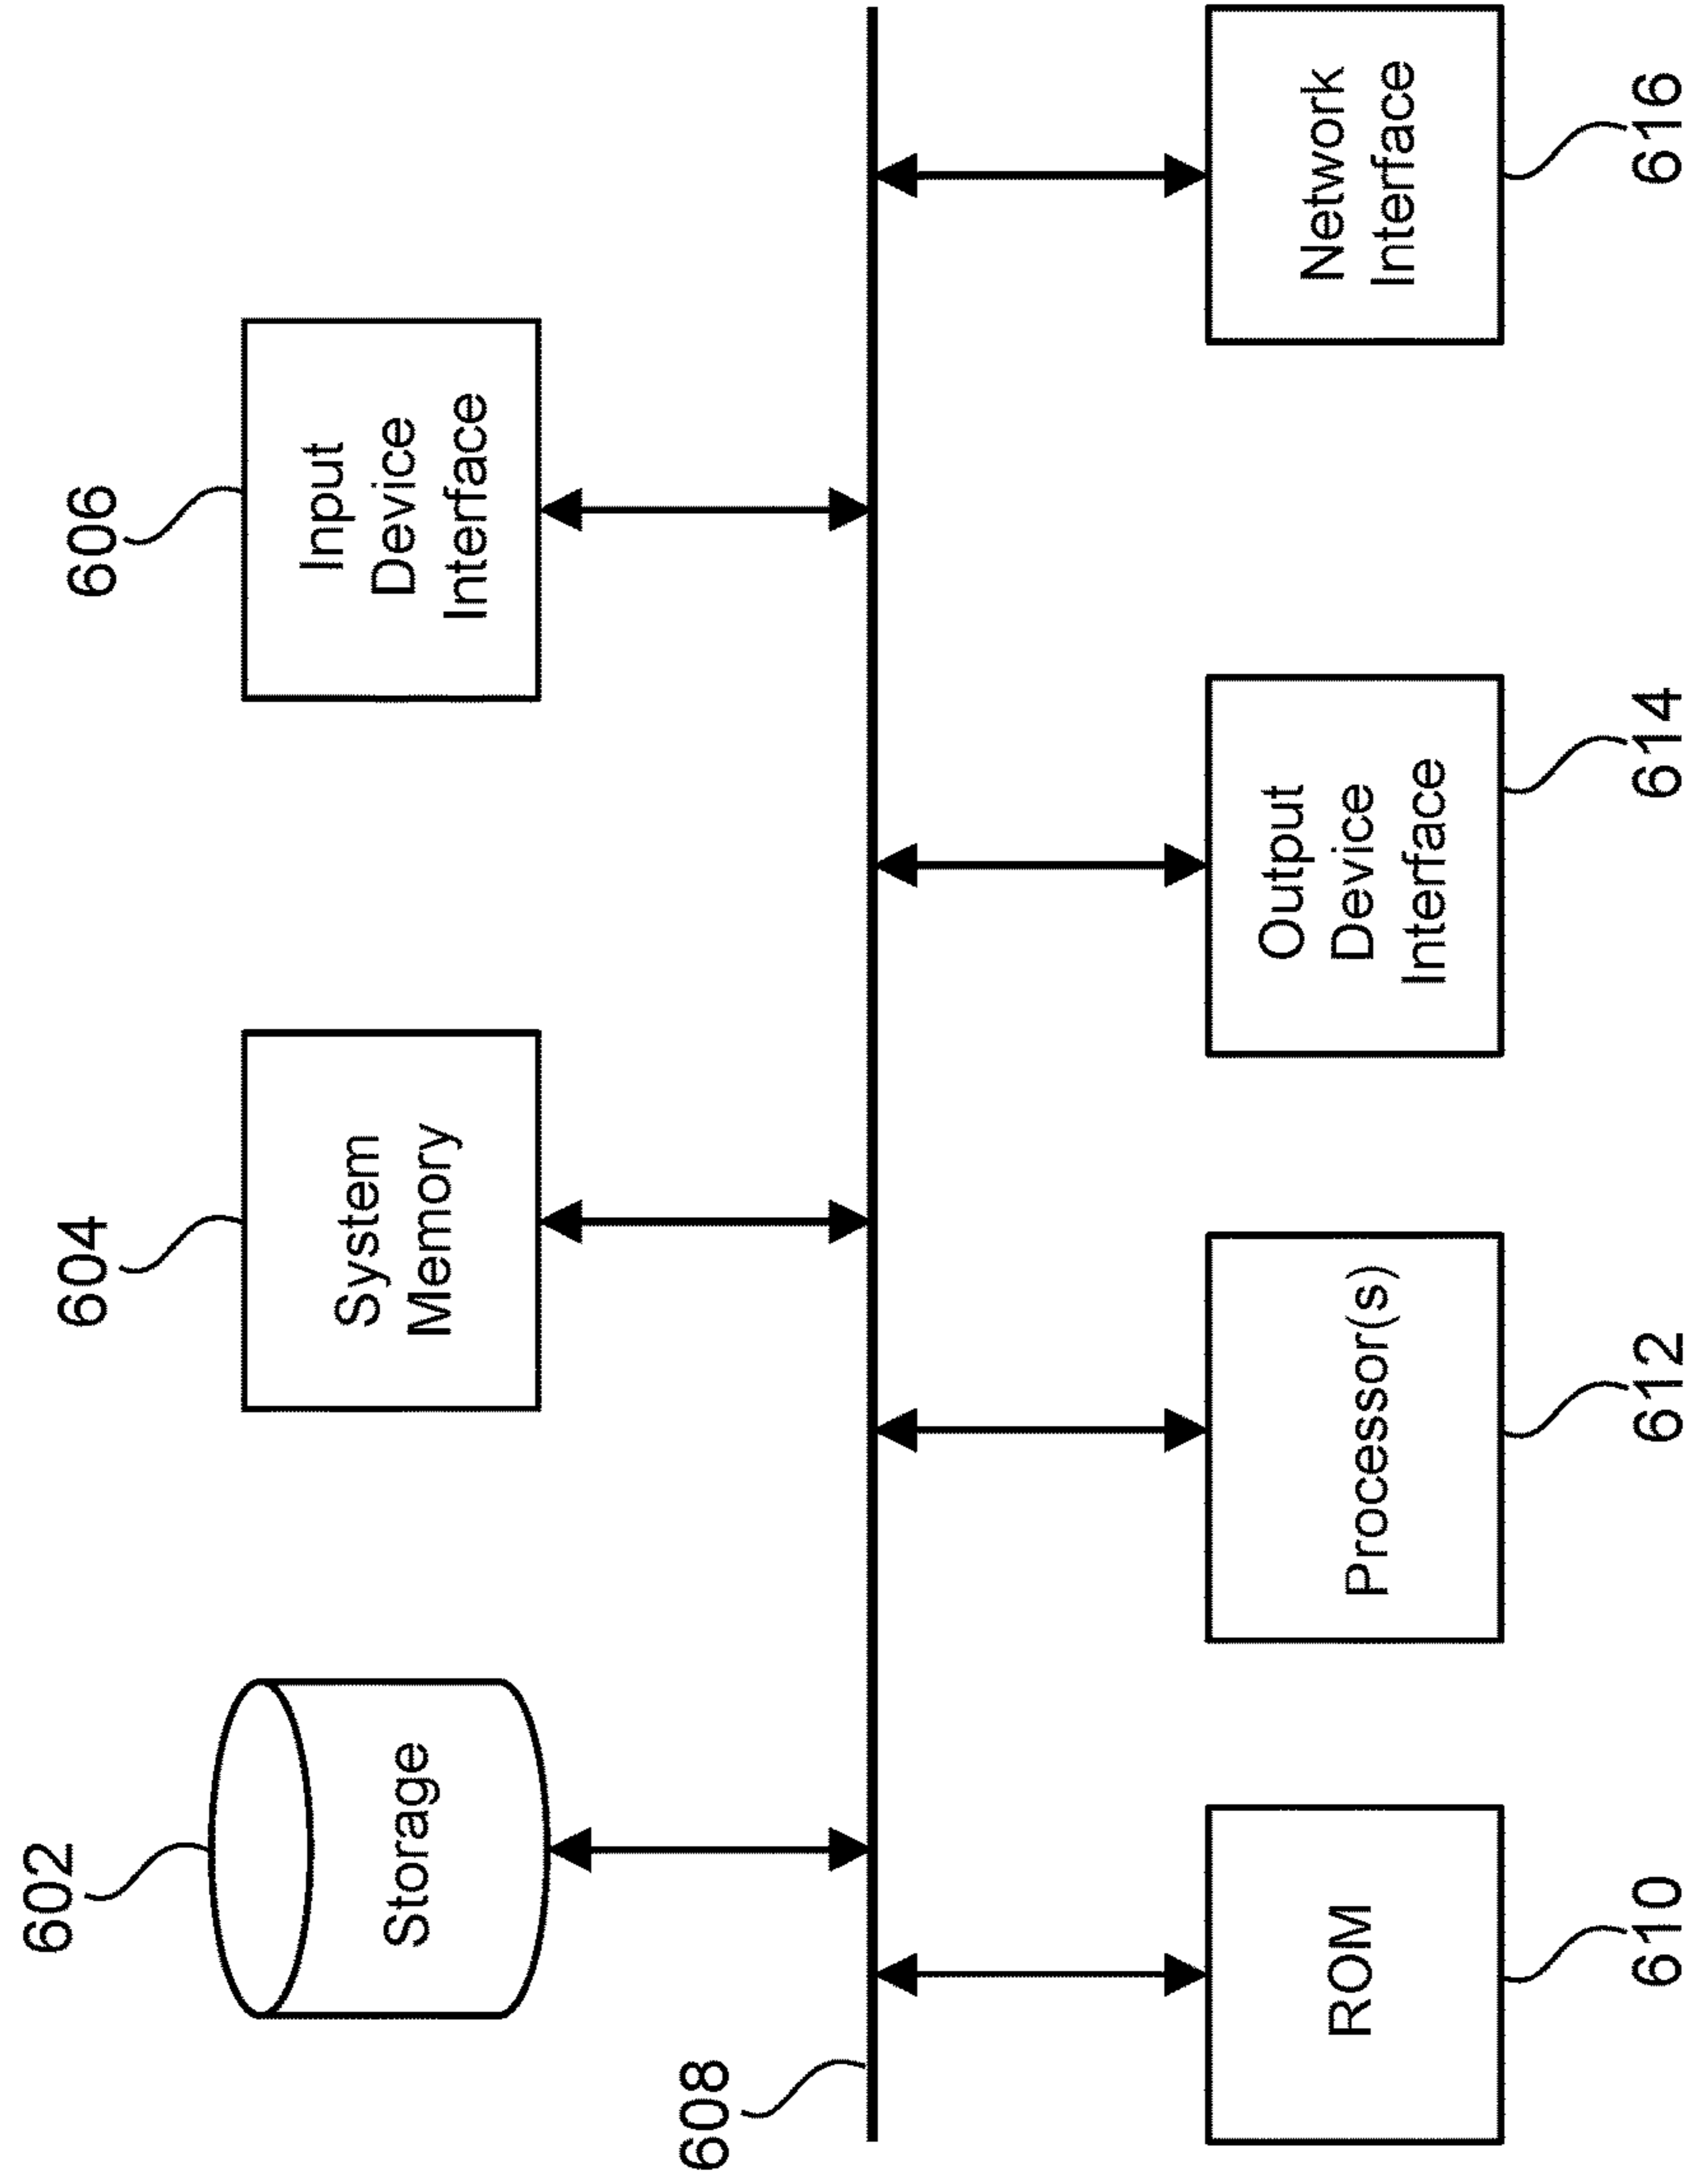 602
Storage
604
System
Memory
606
Input
Device
Interface
608
610
ROM
612
Processor(s)
614
Output
Device
Interface
616
Network
Interface